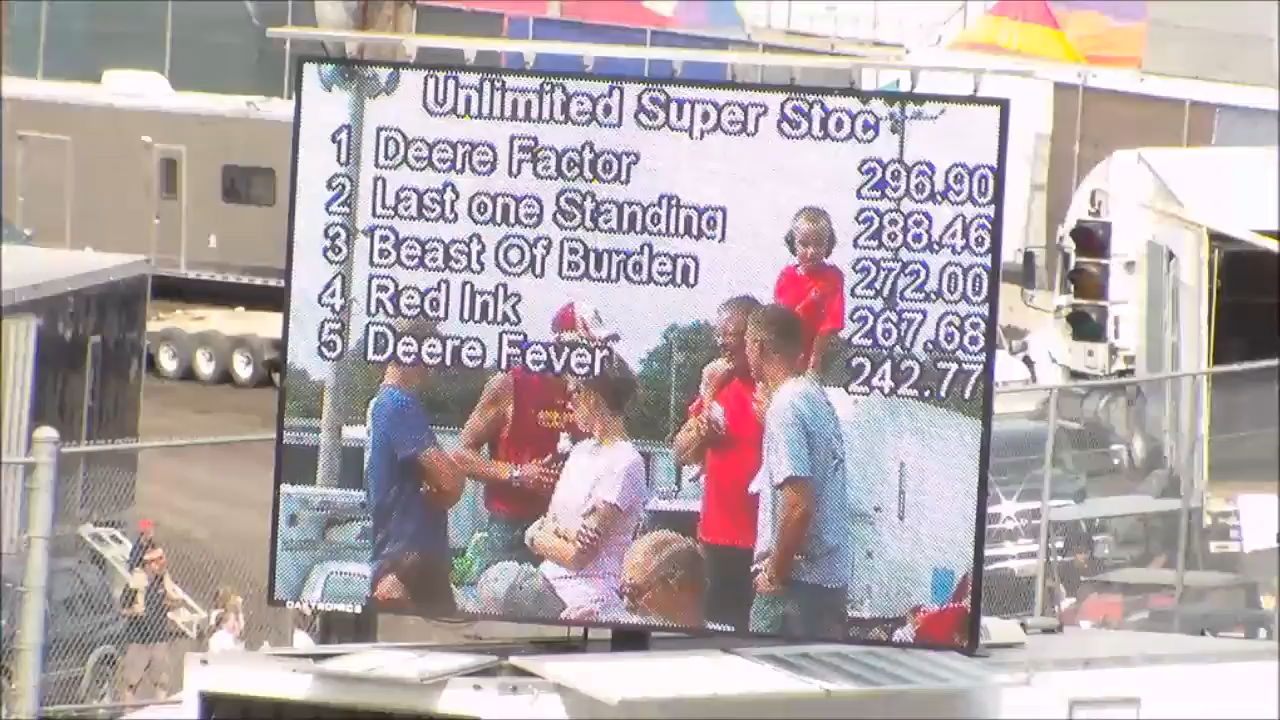 Unlimited Super Stoc
1 Deere Factor 296.90
2 Last one Standing 288.46
3 Beast Of Burden 272.00
4 Red Ink 267.68
5 Deere Fever 242.77
DAKTRONICS